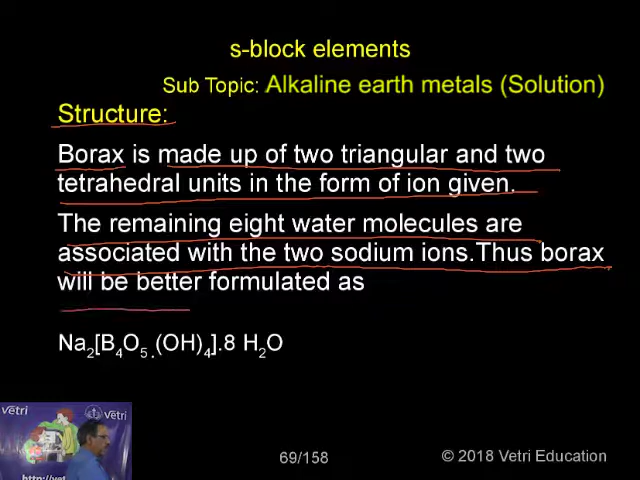 s-block elements
Sub Topic: Alkaline earth metals (Solution)
Structure:
Borax is made up of two triangular and two
tetrahedral units in the form of ion given.
The remaining eight water molecules are
associated with the two sodium ions.Thus borax
will be better formulated as
Na₂[B₄O₅.(OH)₄].8 H₂O
vetri
vetri
http://vet
69/158
© 2018 Vetri Education